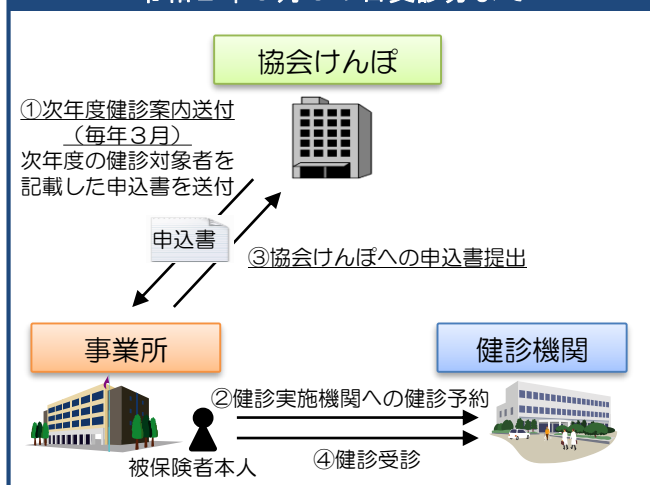 協会けんぽ
①次年度健診案内送付
（毎年３月）
次年度の健診対象者を
記載した申込書を送付
申込書
③協会けんぽへの申込書提出
事業所
健診機関
②健診実施機関への健診予約
④健診受診
被保険者本人